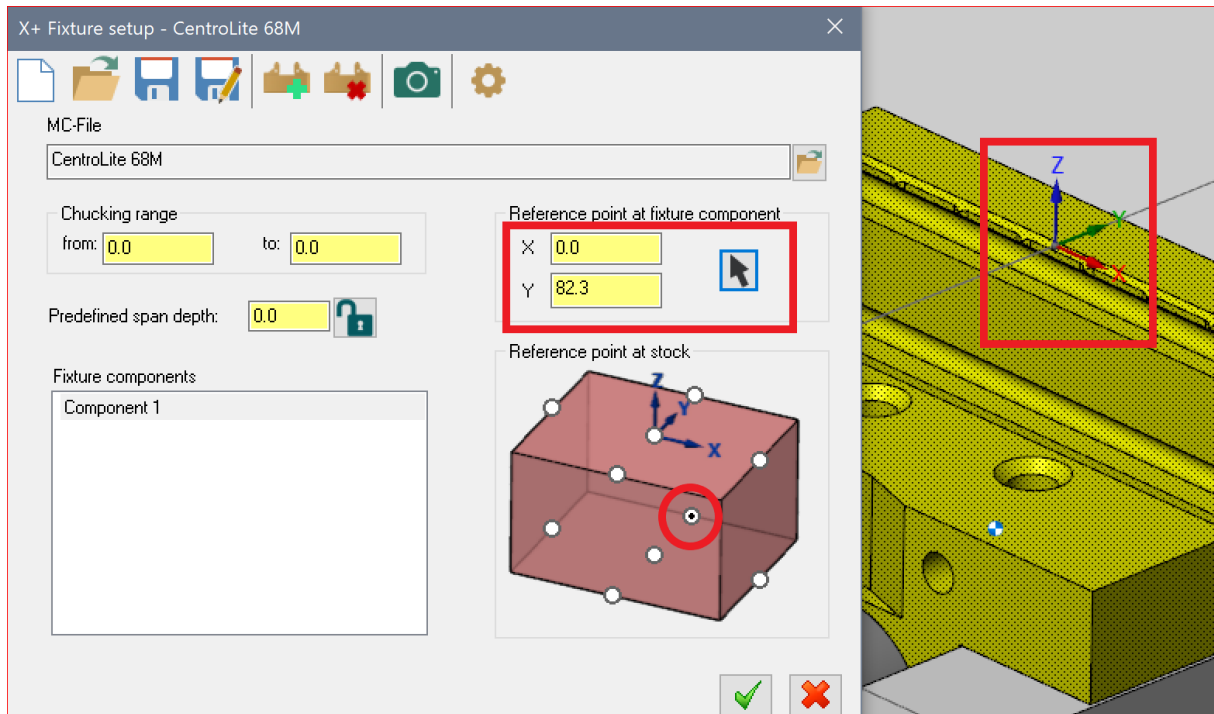 X+ Fixture setup - CentroLite 68M
MC-File
CentroLite 68M
Chucking range
from: 0.0 to: 0.0
Reference point at fixture component
X 0.0
Y 82.3
Predefined span depth: 0.0
Reference point at stock
Z
Y
X
Fixture components
Component 1
Z
Y
X